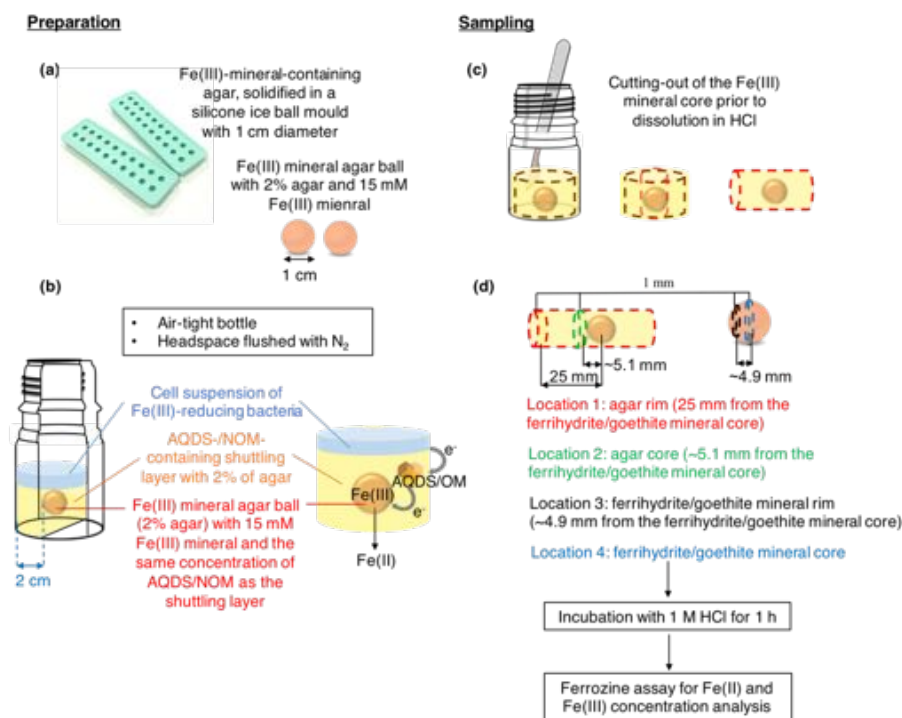 Preparation
(a)
Fe(III)-mineral-containing
agar, solidified in a
silicone ice ball mould
with 1 cm diameter
Fe(III) mineral agar ball
with 2% agar and 15 mM
Fe(III) mienral
1 cm
(b)
• Air-tight bottle
• Headspace flushed with N2
Cell suspension of
Fe(III)-reducing bacteria
AQDS-/NOM-
containing shuttling
layer with 2% of agar
Fe(III) mineral agar ball
(2% agar) with 15 mM
Fe(III) mineral and the
same concentration of
AQDS/NOM as the
shuttling layer
2 cm
e-
AQDS/OM
Fe(III)
e-
Fe(II)
Sampling
(c)
Cutting-out of the Fe(III)
mineral core prior to
dissolution in HCl
(d)
1 mm
25 mm
~5.1 mm
~4.9 mm
Location 1: agar rim (25 mm from the
ferrihydrite/goethite mineral core)
Location 2: agar core (~5.1 mm from the
ferrihydrite/goethite mineral core)
Location 3: ferrihydrite/goethite mineral rim
(~4.9 mm from the ferrihydrite/goethite mineral core)
Location 4: ferrihydrite/goethite mineral core
Incubation with 1 M HCl for 1 h
Ferrozine assay for Fe(II) and
Fe(III) concentration analysis